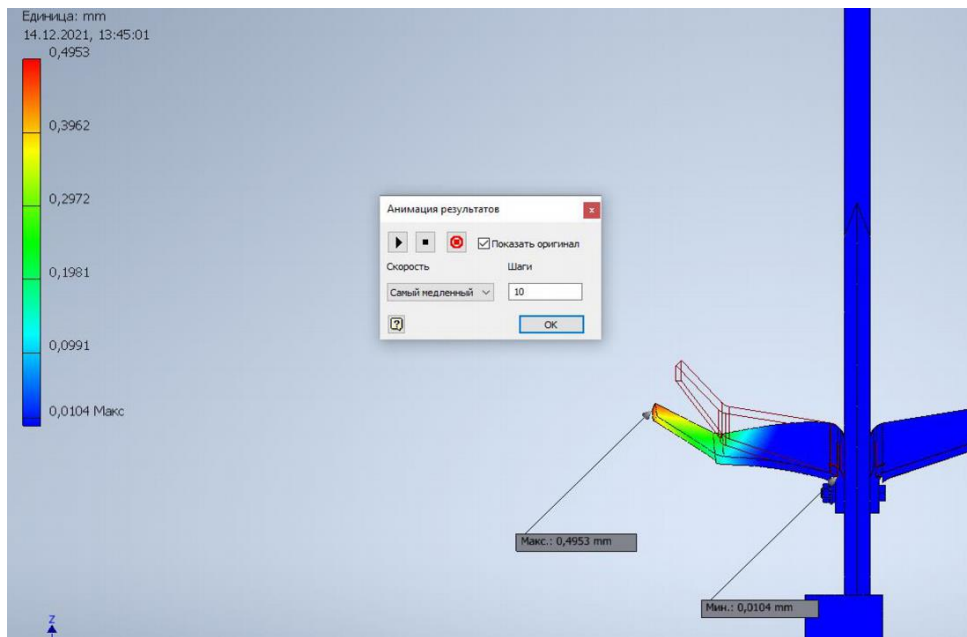 Единица: mm
14.12.2021, 13:45:01
0,4953
0,3962
0,2972
0,1981
0,0991
0,0104 Макс
Анимация результатов
Показать оригинал
Скорость
Шаги
Самый медленный
10
OK
Макс.: 0,4953 mm
Мин.: 0,0104 mm
Z